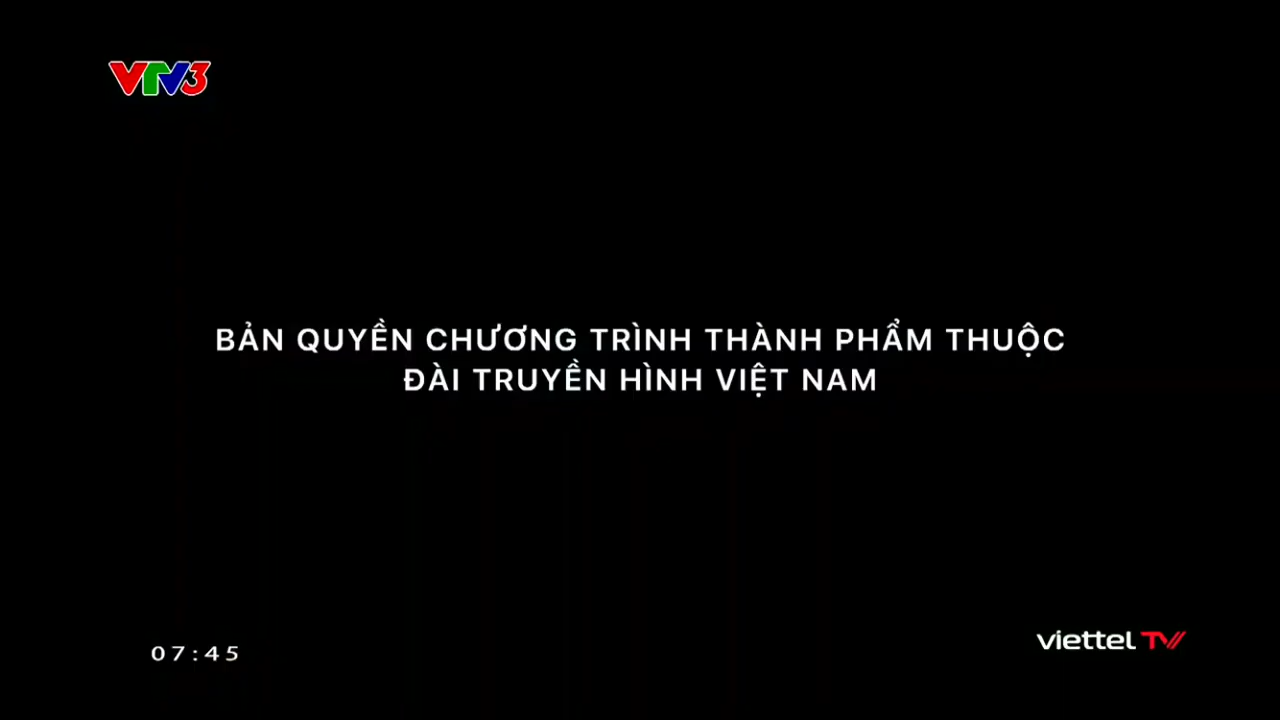 VTV3
BẢN QUYỀN CHƯƠNG TRÌNH THÀNH PHẨM THUỘC
ĐÀI TRUYỀN HÌNH VIỆT NAM
07:45
viettel TV